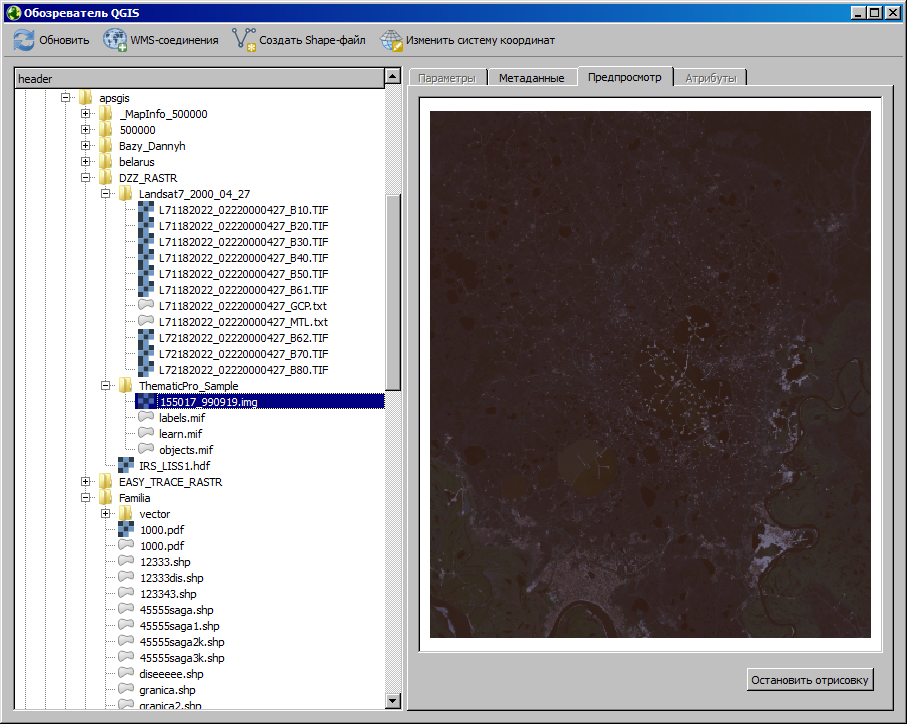 Обозреватель QGIS
Обновить WMS-соединения Создать Shape-файл Изменить систему координат
header
Параметры Метаданные Предпросмотр Атрибуты
apsgis
_MapInfo_500000
500000
Bazy_Dannyh
belarus
DZZ_RASTR
Landsat7_2000_04_27
L71182022_02220000427_B10.TIF
L71182022_02220000427_B20.TIF
L71182022_02220000427_B30.TIF
L71182022_02220000427_B40.TIF
L71182022_02220000427_B50.TIF
L71182022_02220000427_B61.TIF
L71182022_02220000427_GCP.txt
L71182022_02220000427_MTL.txt
L72182022_02220000427_B62.TIF
L72182022_02220000427_B70.TIF
L72182022_02220000427_B80.TIF
ThematicPro_Sample
155017_990919.img
labels.mif
learn.mif
objects.mif
IRS_LISS1.hdf
EASY_TRACE_RASTR
Familia
vector
1000.pdf
1000.pdf
12333.shp
12333dis.shp
123343.shp
45555saga.shp
45555saga1.shp
45555saga2k.shp
45555saga3k.shp
diseeeee.shp
granica.shp
granica2.shp
Остановить отрисовку